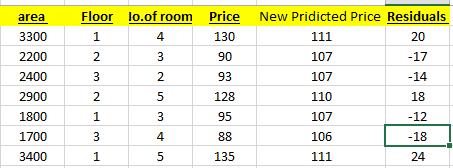 area Floor Io.of room Price New Pridicted Price Residuals
3300 1 4 130 111 20
2200 2 3 90 107 -17
2400 3 2 93 107 -14
2900 2 5 128 110 18
1800 1 3 95 107 -12
1700 3 4 88 106 -18
3400 1 5 135 111 24